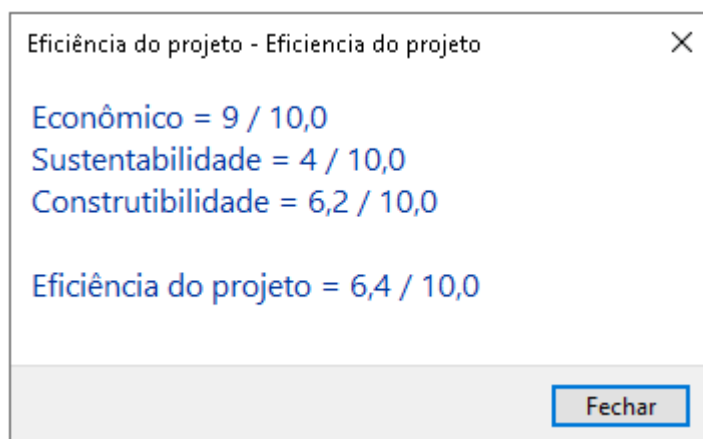 Eficiência do projeto - Eficiencia do projeto
Econômico = 9 / 10,0
Sustentabilidade = 4 / 10,0
Construtibilidade = 6,2 / 10,0
Eficiência do projeto = 6,4 / 10,0
Fechar